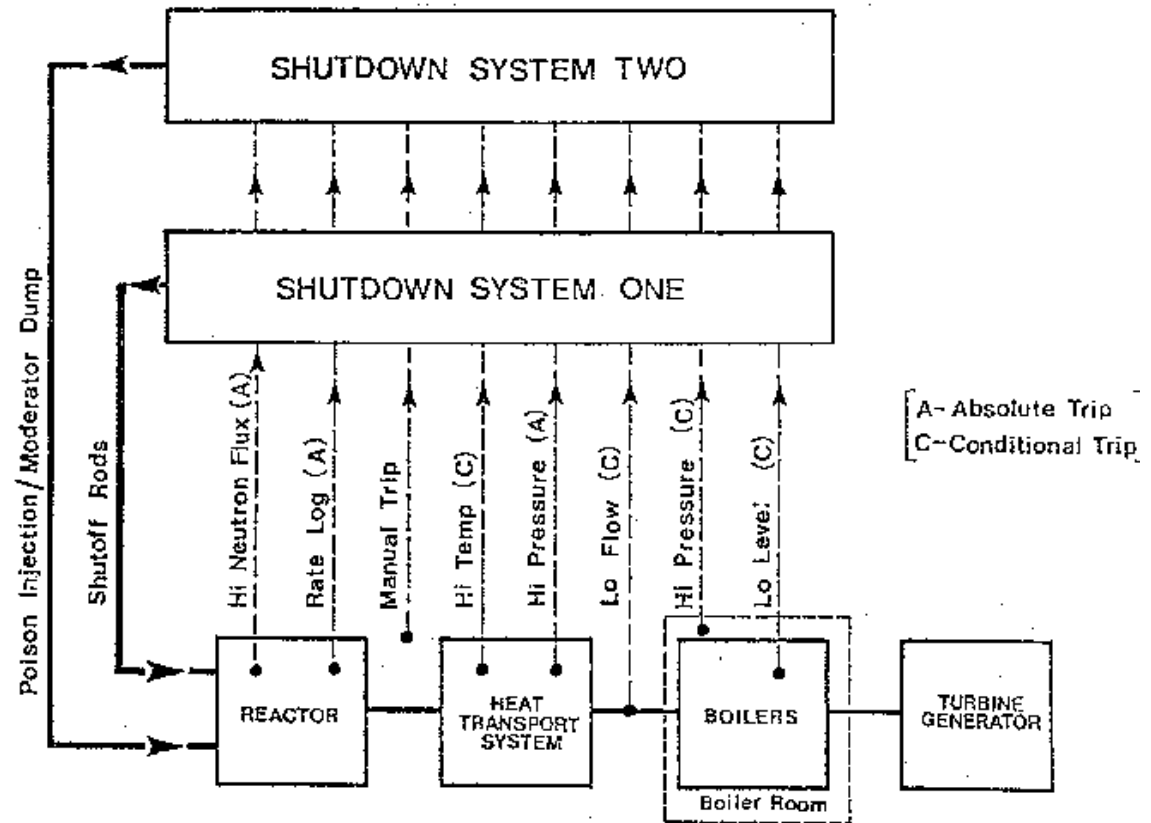 SHUTDOWN SYSTEM TWO
SHUTDOWN SYSTEM ONE
Poison Injection/Moderator Dump
Shutoff Rods
Hi Neutron Flux (A)
Rate Log (A)
Manual Trip
Hi Temp (C)
Hi Pressure (A)
Lo Flow (C)
Hi Pressure (C)
Lo Level (C)
A-Absolute Trip
C-Conditional Trip
REACTOR
HEAT
TRANSPORT
SYSTEM
BOILERS
TURBINE
GENERATOR
Boiler Room